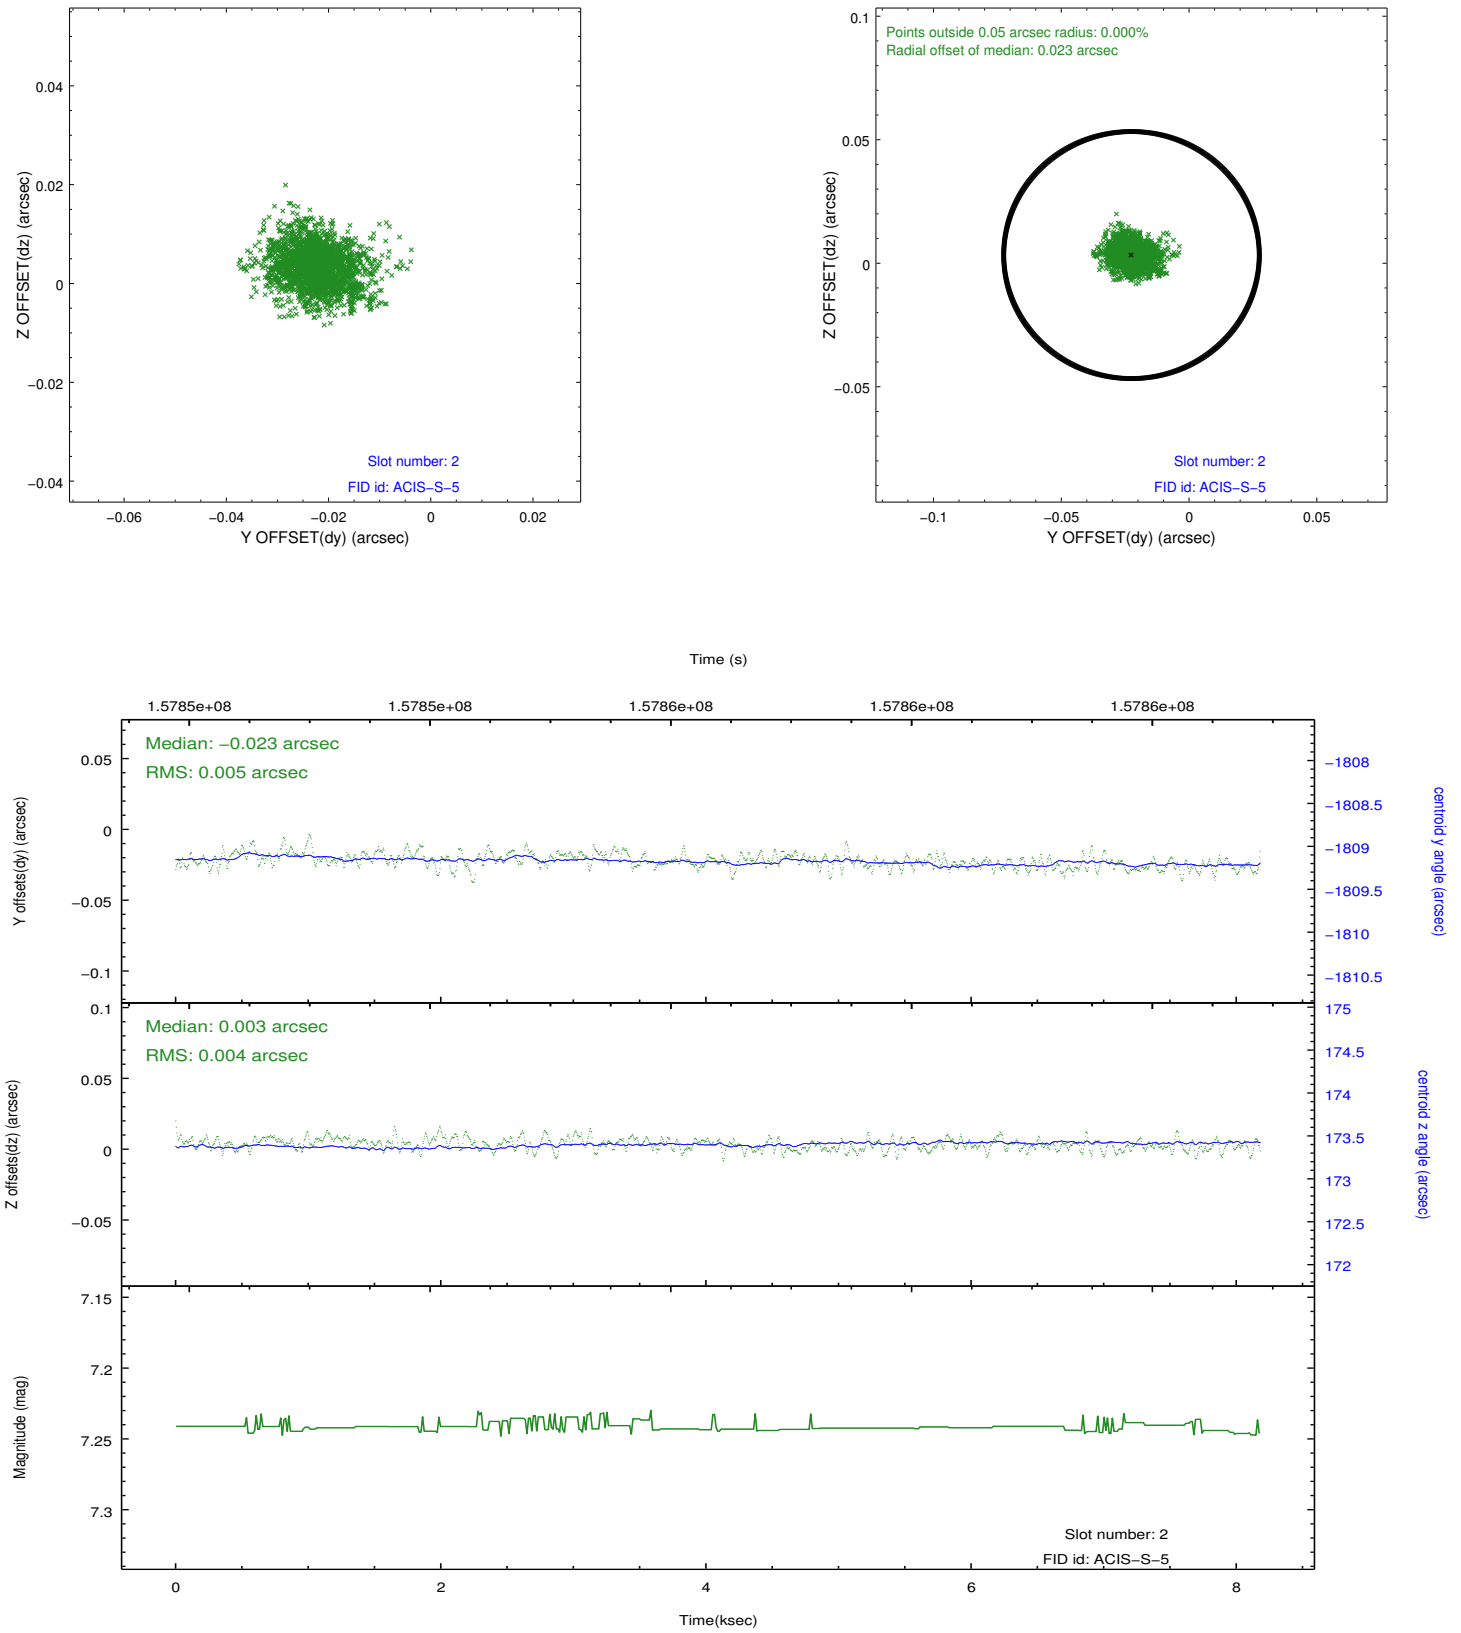 0.04
0.02
0
−0.02
−0.04
Z OFFSET(dz) (arcsec)
Slot number: 2
FID id: ACIS−S−5
−0.06
−0.04
−0.02
0
0.02
Y OFFSET(dy) (arcsec)
0.1
0.05
0
−0.05
Z OFFSET(dz) (arcsec)
Points outside 0.05 arcsec radius: 0.000%
Radial offset of median: 0.023 arcsec
Slot number: 2
FID id: ACIS−S−5
−0.1
−0.05
0
0.05
Y OFFSET(dy) (arcsec)
Time (s)
1.5785e+08
1.5785e+08
1.5786e+08
1.5786e+08
1.5786e+08
Median: −0.023 arcsec
RMS: 0.005 arcsec
0.05
0
−0.05
−0.1
Y offsets(dy) (arcsec)
−1808
−1808.5
−1809
−1809.5
−1810
−1810.5
centroid y angle (arcsec)
Median: 0.003 arcsec
RMS: 0.004 arcsec
0.1
0.05
0
−0.05
Z offsets(dz) (arcsec)
175
174.5
174
173.5
173
172.5
172
centroid z angle (arcsec)
7.15
7.2
7.25
7.3
Magnitude (mag)
Slot number: 2
FID id: ACIS−S−5
0
2
4
6
8
Time(ksec)